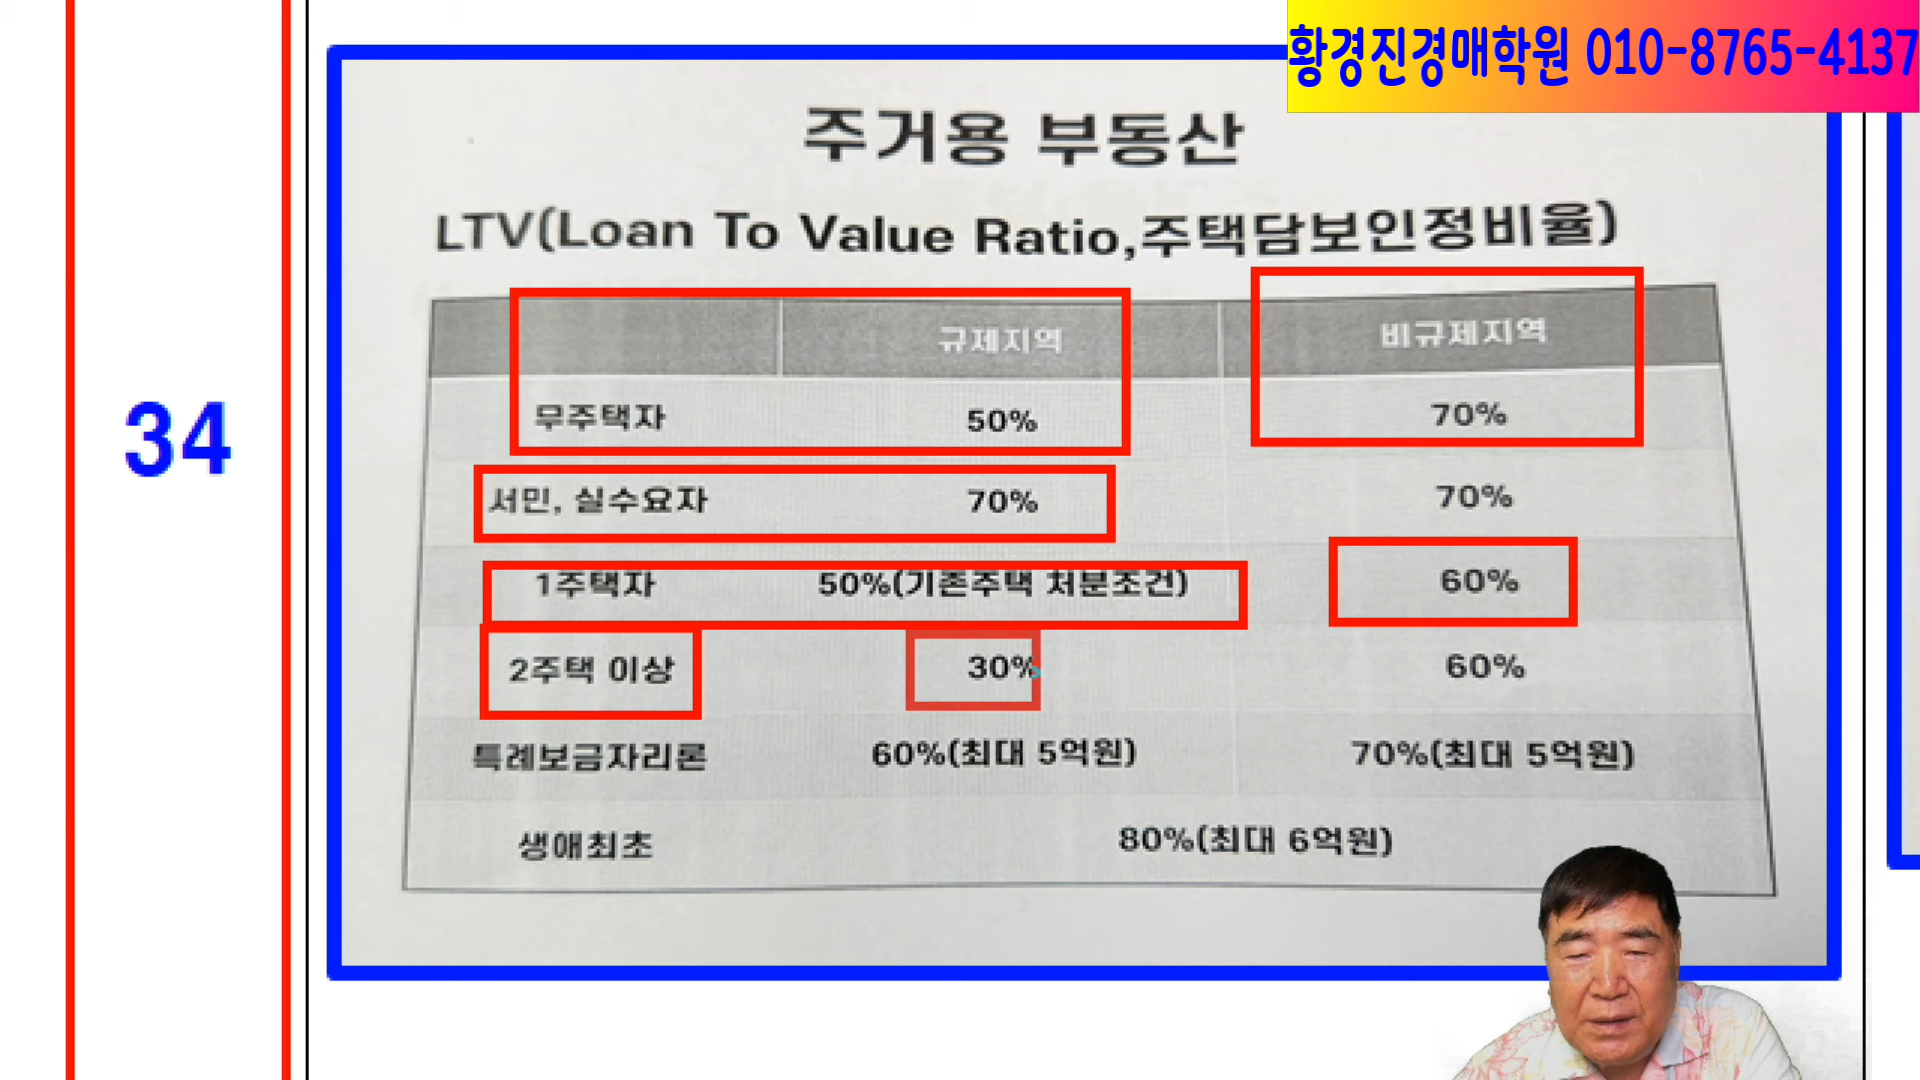 황경진경매학원 010-8765-4137
34
주거용 부동산
LTV(Loan To Value Ratio,주택담보인정비율)
규제지역 비규제지역
무주택자 50% 70%
서민, 실수요자 70% 70%
1주택자 50%(기존주택 처분조건) 60%
2주택 이상 30% 60%
특례보금자리론 60%(최대 5억원) 70%(최대 5억원)
생애최초 80%(최대 6억원)